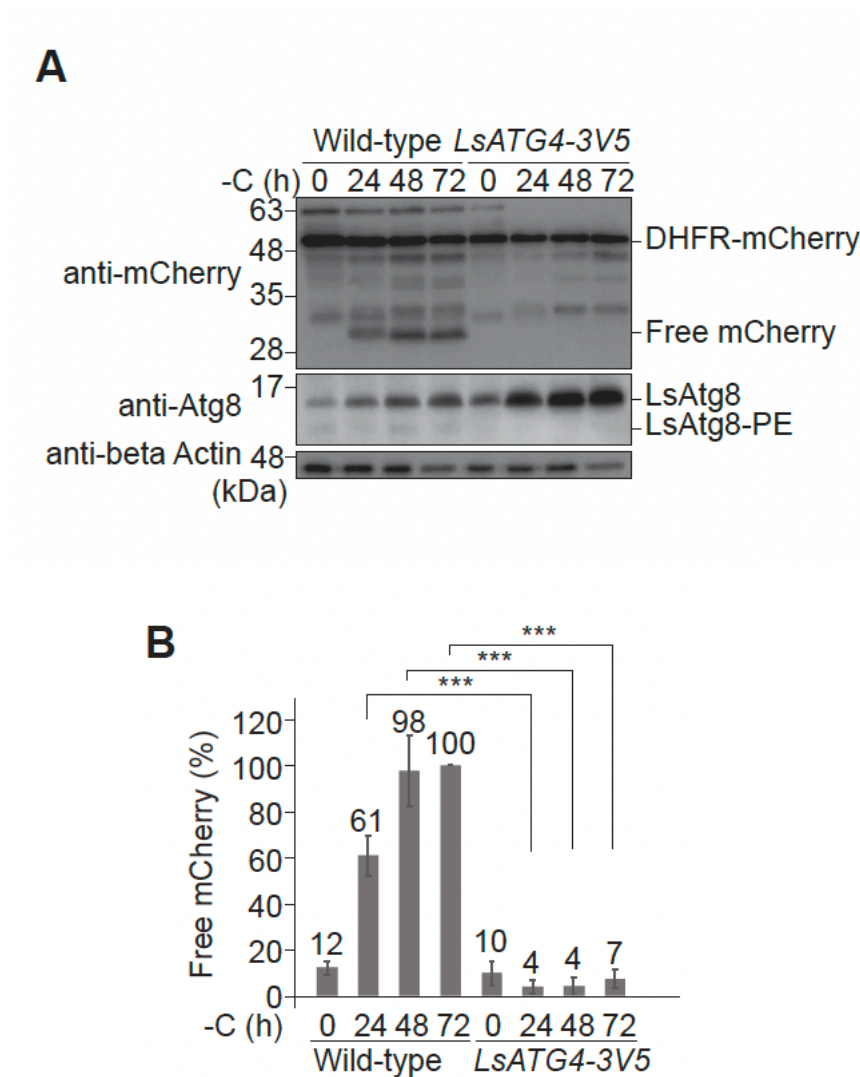 A
Wild-type LsATG4-3V5
-C (h) 0 24 48 72 0 24 48 72
63
48
DHFR-mCherry
anti-mCherry
35
Free mCherry
28
17
anti-Atg8
LsAtg8
LsAtg8-PE
anti-beta Actin 48
(kDa)
B
***
***
***
Free mCherry (%)
120
100
80
60
40
20
0
12
61
98
100
10
4
4
7
-C (h) 0 24 48 72 0 24 48 72
Wild-type LsATG4-3V5